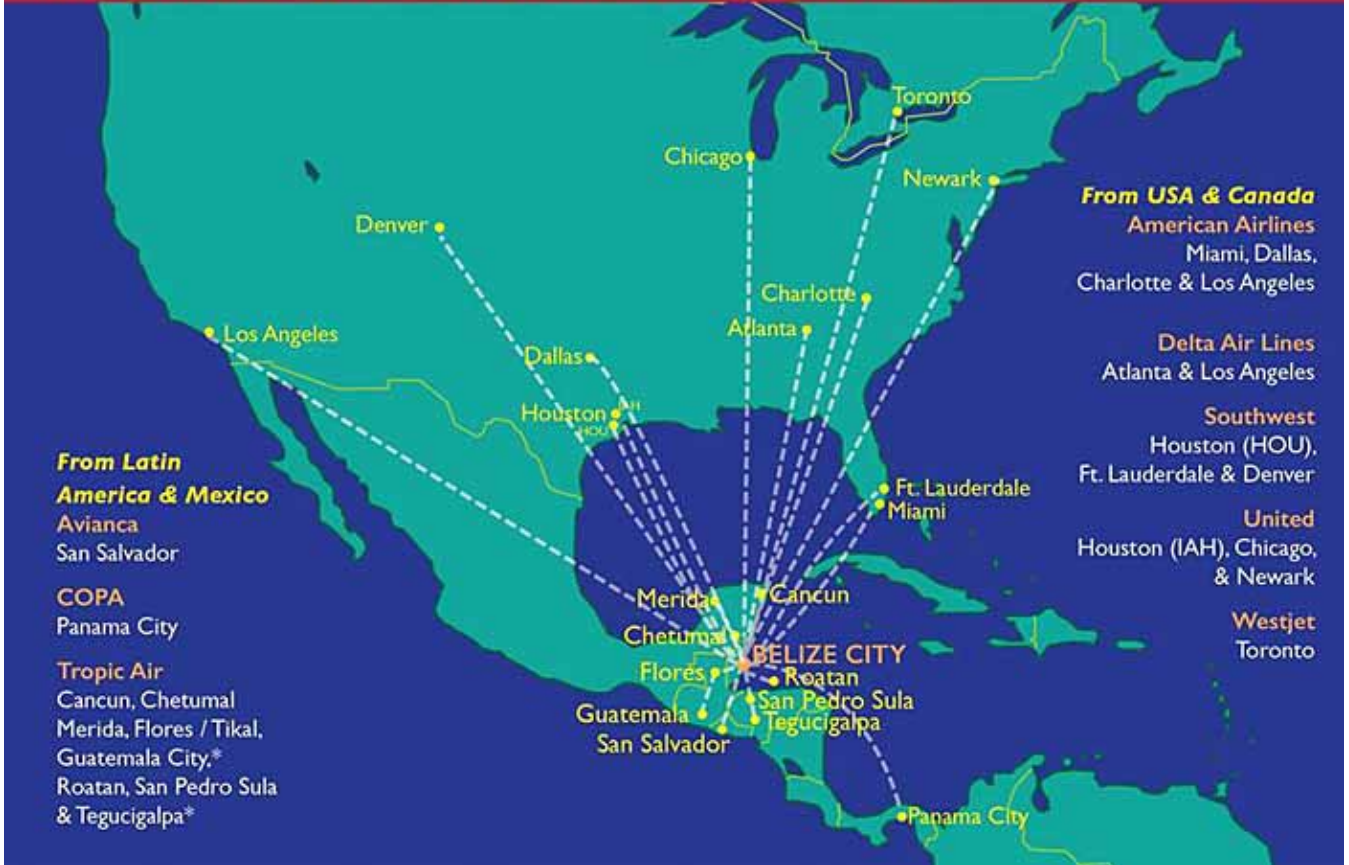 Toronto
Chicago
Newark
Denver
Charlotte
Atlanta
Los Angeles
Dallas
IAH
Houston
HOU
Ft. Lauderdale
Miami
Merida
Cancun
Chetumal
BELIZE CITY
Flores
Roatan
San Pedro Sula
Guatemala
Tegucigalpa
San Salvador
Panama City
From USA & Canada
American Airlines
Miami, Dallas,
Charlotte & Los Angeles
Delta Air Lines
Atlanta & Los Angeles
Southwest
Houston (HOU),
Ft. Lauderdale & Denver
United
Houston (IAH), Chicago,
& Newark
Westjet
Toronto
From Latin
America & Mexico
Avianca
San Salvador
COPA
Panama City
Tropic Air
Cancun, Chetumal
Merida, Flores / Tikal,
Guatemala City,*
Roatan, San Pedro Sula
& Tegucigalpa*